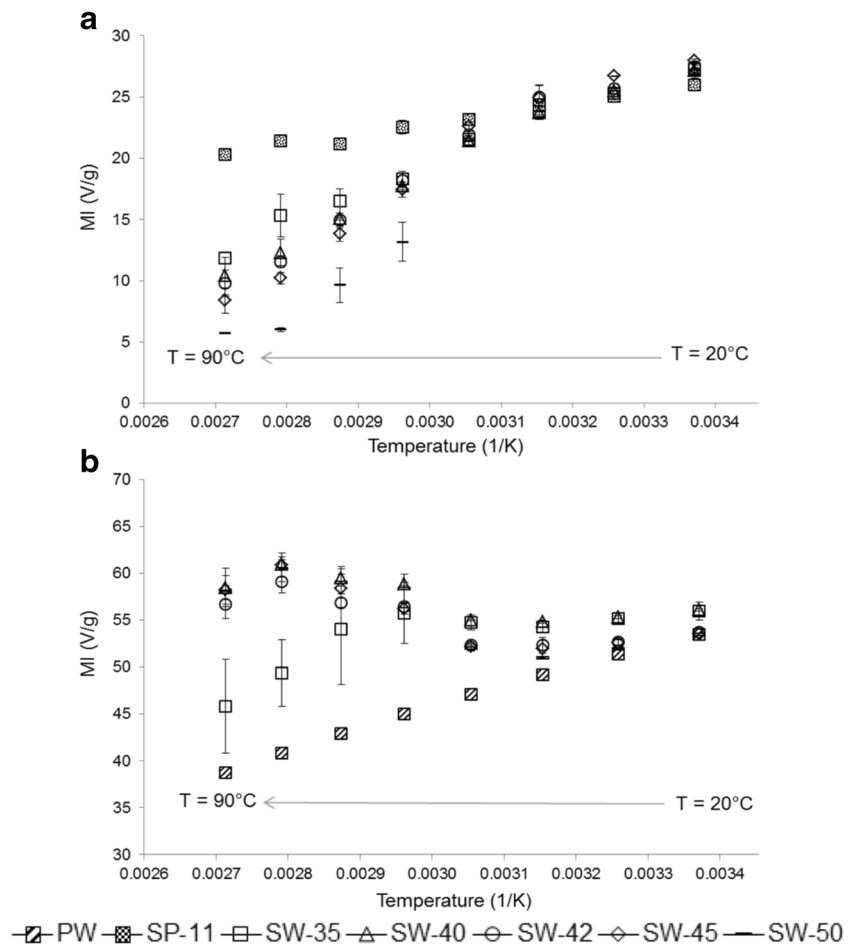 a
30
25
20
15
10
5
0
MI (V/g)
T = 90°C
T = 20°C
0.0026 0.0027 0.0028 0.0029 0.0030 0.0031 0.0032 0.0033 0.0034
Temperature (1/K)
b
70
65
60
55
50
45
40
35
30
MI (V/g)
T = 90°C
T = 20°C
0.0026 0.0027 0.0028 0.0029 0.0030 0.0031 0.0032 0.0033 0.0034
Temperature (1/K)
PW SP-11 SW-35 SW-40 SW-42 SW-45 SW-50